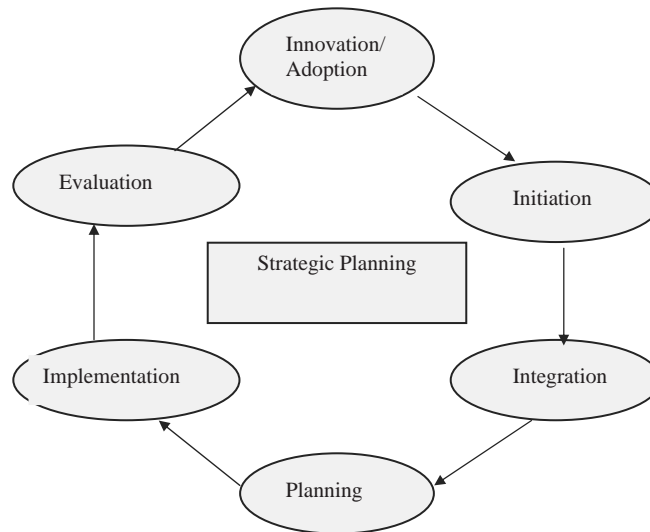 Innovation/
Adoption
Evaluation
Initiation
Strategic Planning
Implementation
Integration
Planning